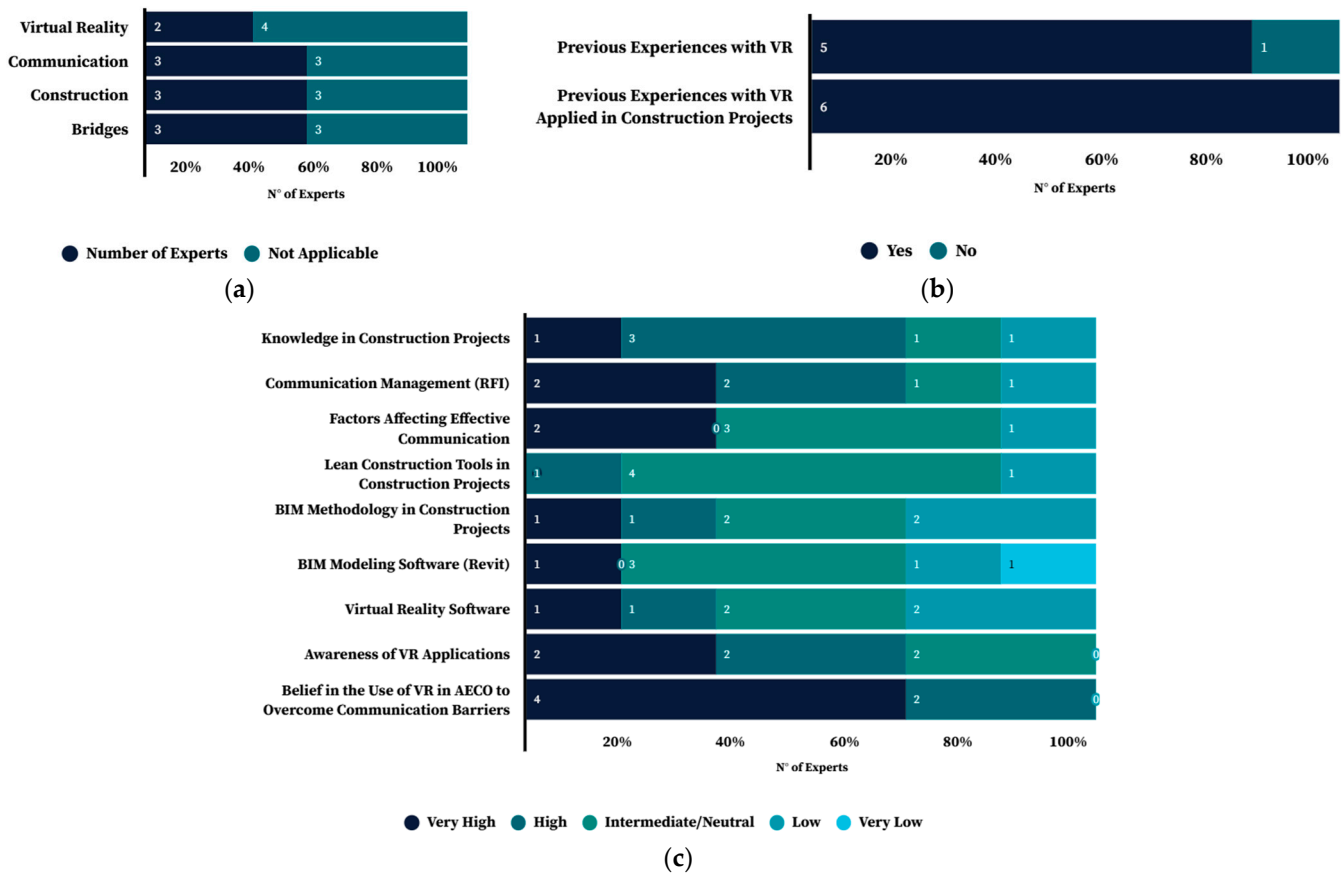 Virtual Reality
2 4
Communication
3 3
Construction
3 3
Bridges
3 3
20% 40% 60% 80% 100%
N° of Experts
Number of Experts Not Applicable
(a)
Previous Experiences with VR
5 1
Previous Experiences with VR
Applied in Construction Projects
6
20% 40% 60% 80% 100%
N° of Experts
Yes No
(b)
Knowledge in Construction Projects
1 3 1 1
Communication Management (RFI)
2 2 1 1
Factors Affecting Effective
Communication
2 0 3 1
Lean Construction Tools in
Construction Projects
1 4 1
BIM Methodology in Construction
Projects
1 1 2 2
BIM Modeling Software (Revit)
1 0 3 1 1
Virtual Reality Software
1 1 2 2
Awareness of VR Applications
2 2 2 0
Belief in the Use of VR in AECO to
Overcome Communication Barriers
4 2 0
20% 40% 60% 80% 100%
N° of Experts
Very High High Intermediate/Neutral Low Very Low
(c)